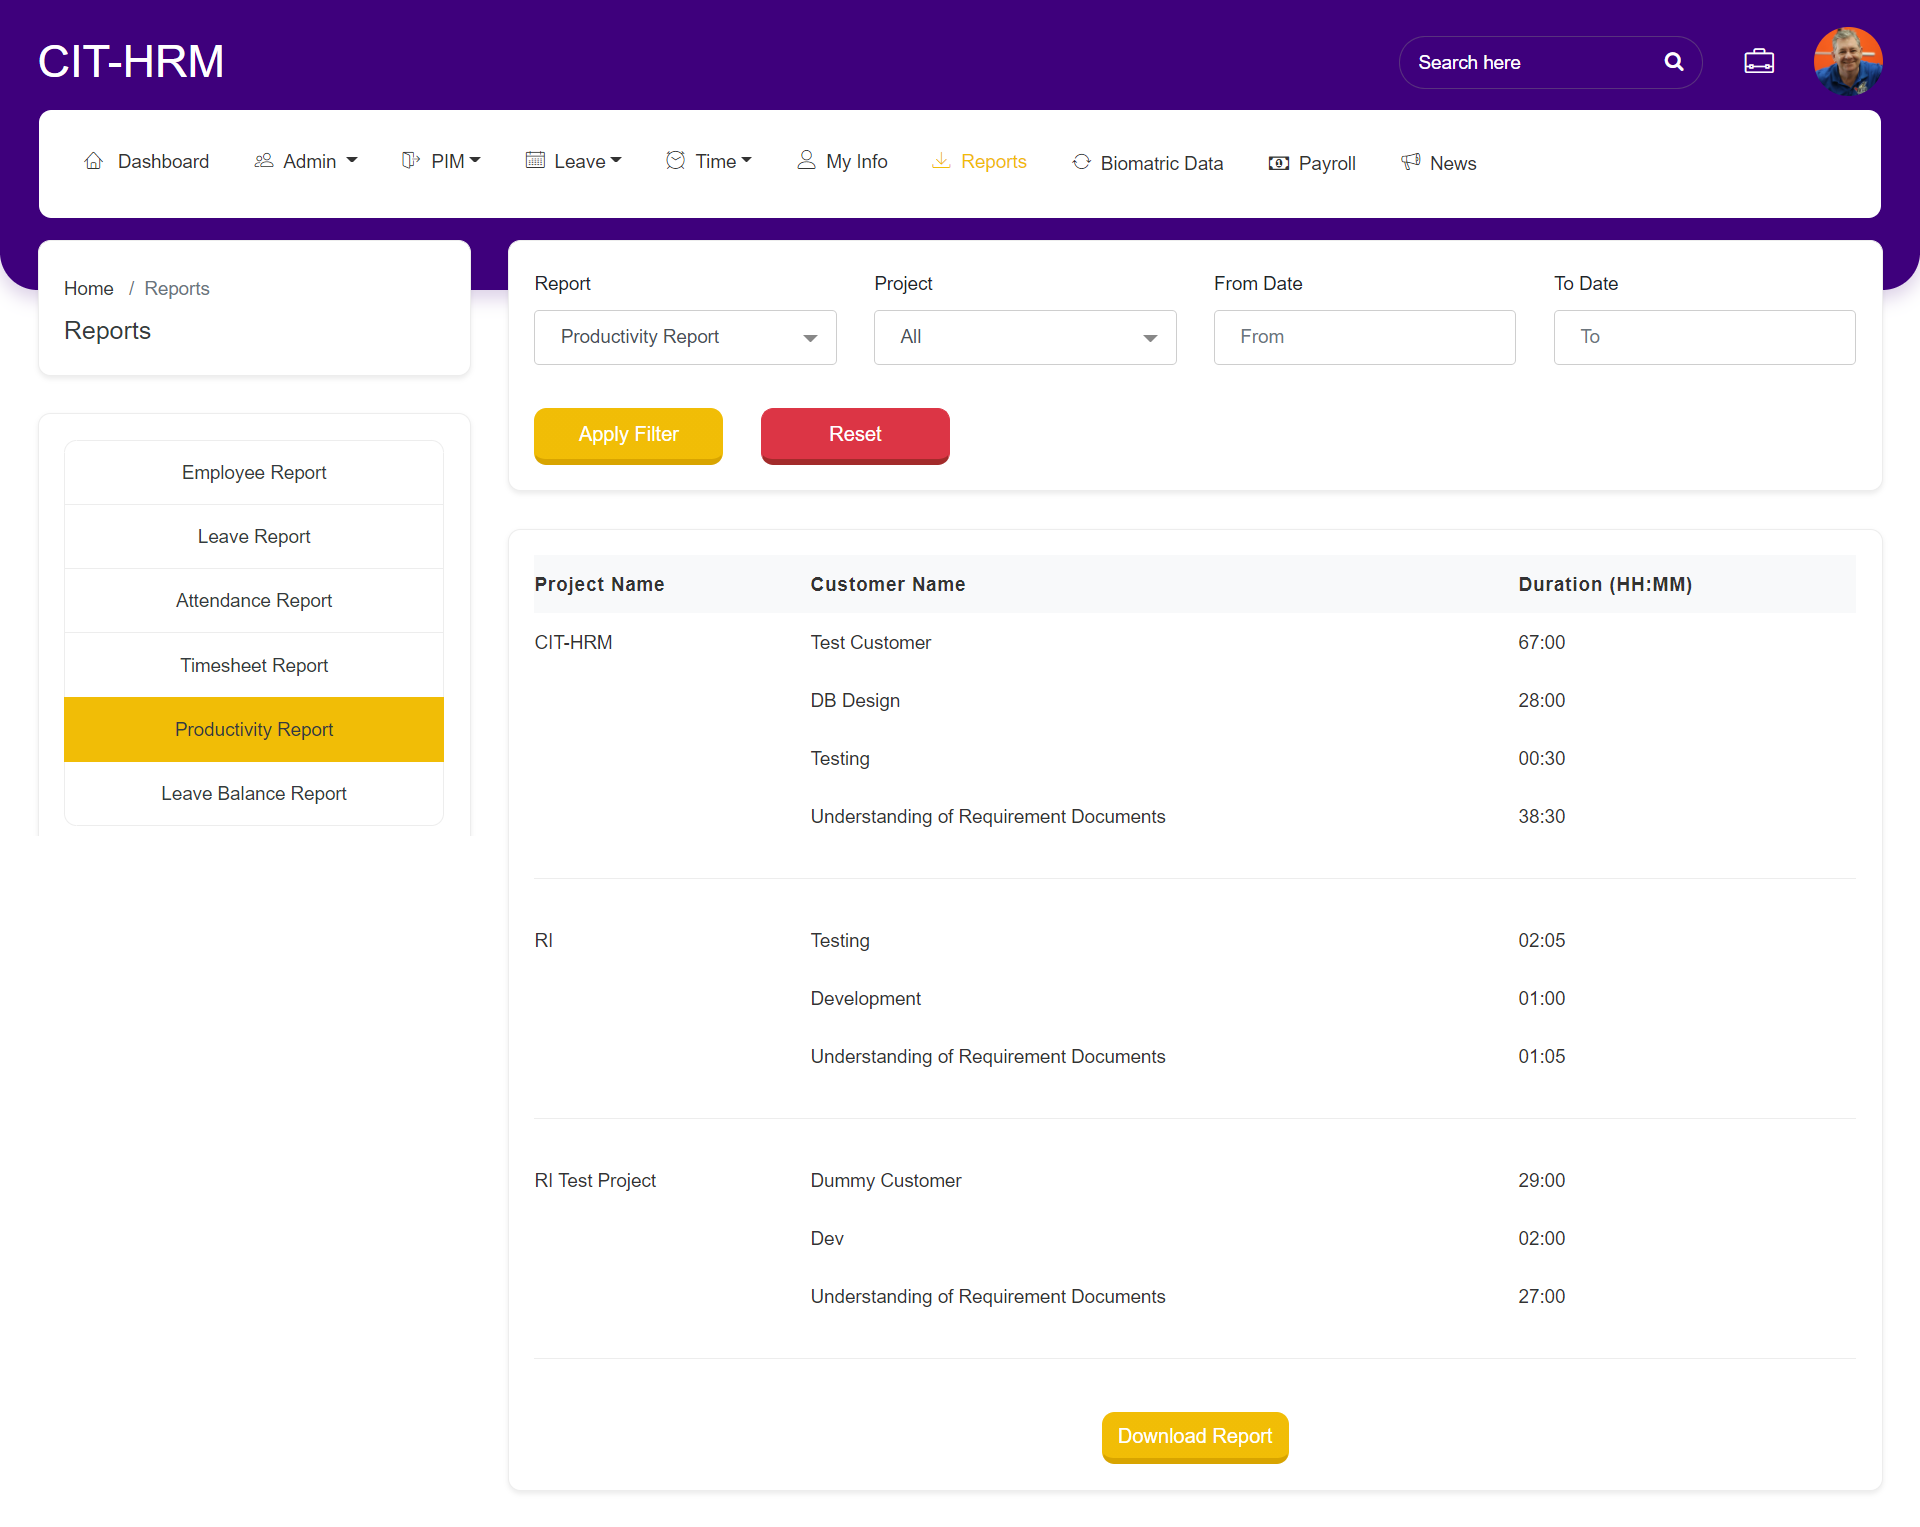 CIT-HRM
Search here
Dashboard Admin PIM Leave Time My Info Reports Biomatric Data Payroll News
Home / Reports
Reports
Employee Report
Leave Report
Attendance Report
Timesheet Report
Productivity Report
Leave Balance Report
Report Project From Date To Date
Productivity Report All From To
Apply Filter Reset
Project Name Customer Name Duration (HH:MM)
CIT-HRM Test Customer 67:00
DB Design 28:00
Testing 00:30
Understanding of Requirement Documents 38:30
RI Testing 02:05
Development 01:00
Understanding of Requirement Documents 01:05
RI Test Project Dummy Customer 29:00
Dev 02:00
Understanding of Requirement Documents 27:00
Download Report